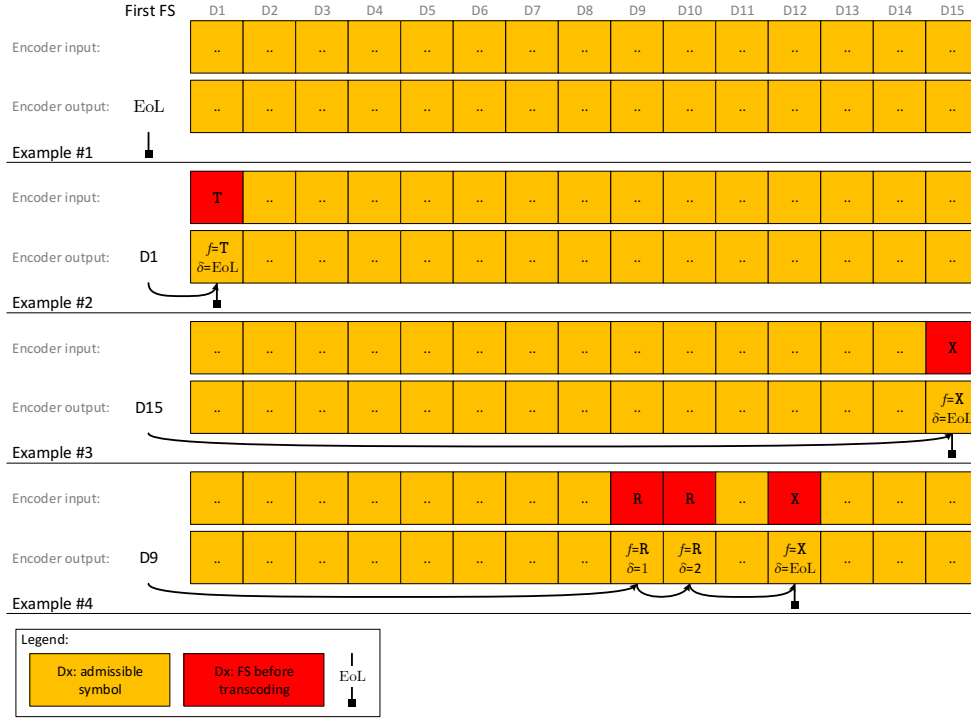 First FS D1 D2 D3 D4 D5 D6 D7 D8 D9 D10 D11 D12 D13 D14 D15
Encoder input: .. .. .. .. .. .. .. .. .. .. .. .. .. .. ..
Encoder output: EoL .. .. .. .. .. .. .. .. .. .. .. .. .. .. ..
Example #1
Encoder input: T .. .. .. .. .. .. .. .. .. .. .. .. .. ..
Encoder output: D1 f=T δ=EoL .. .. .. .. .. .. .. .. .. .. .. .. .. ..
Example #2
Encoder input: .. .. .. .. .. .. .. .. .. .. .. .. .. .. X
Encoder output: D15 .. .. .. .. .. .. .. .. .. .. .. .. .. .. f=X δ=EoL
Example #3
Encoder input: .. .. .. .. .. .. .. .. R R .. X .. .. ..
Encoder output: D9 .. .. .. .. .. .. .. .. f=R δ=1 f=R δ=2 .. f=X δ=EoL .. .. ..
Example #4
Legend:
Dx: admissible symbol
Dx: FS before transcoding
EoL